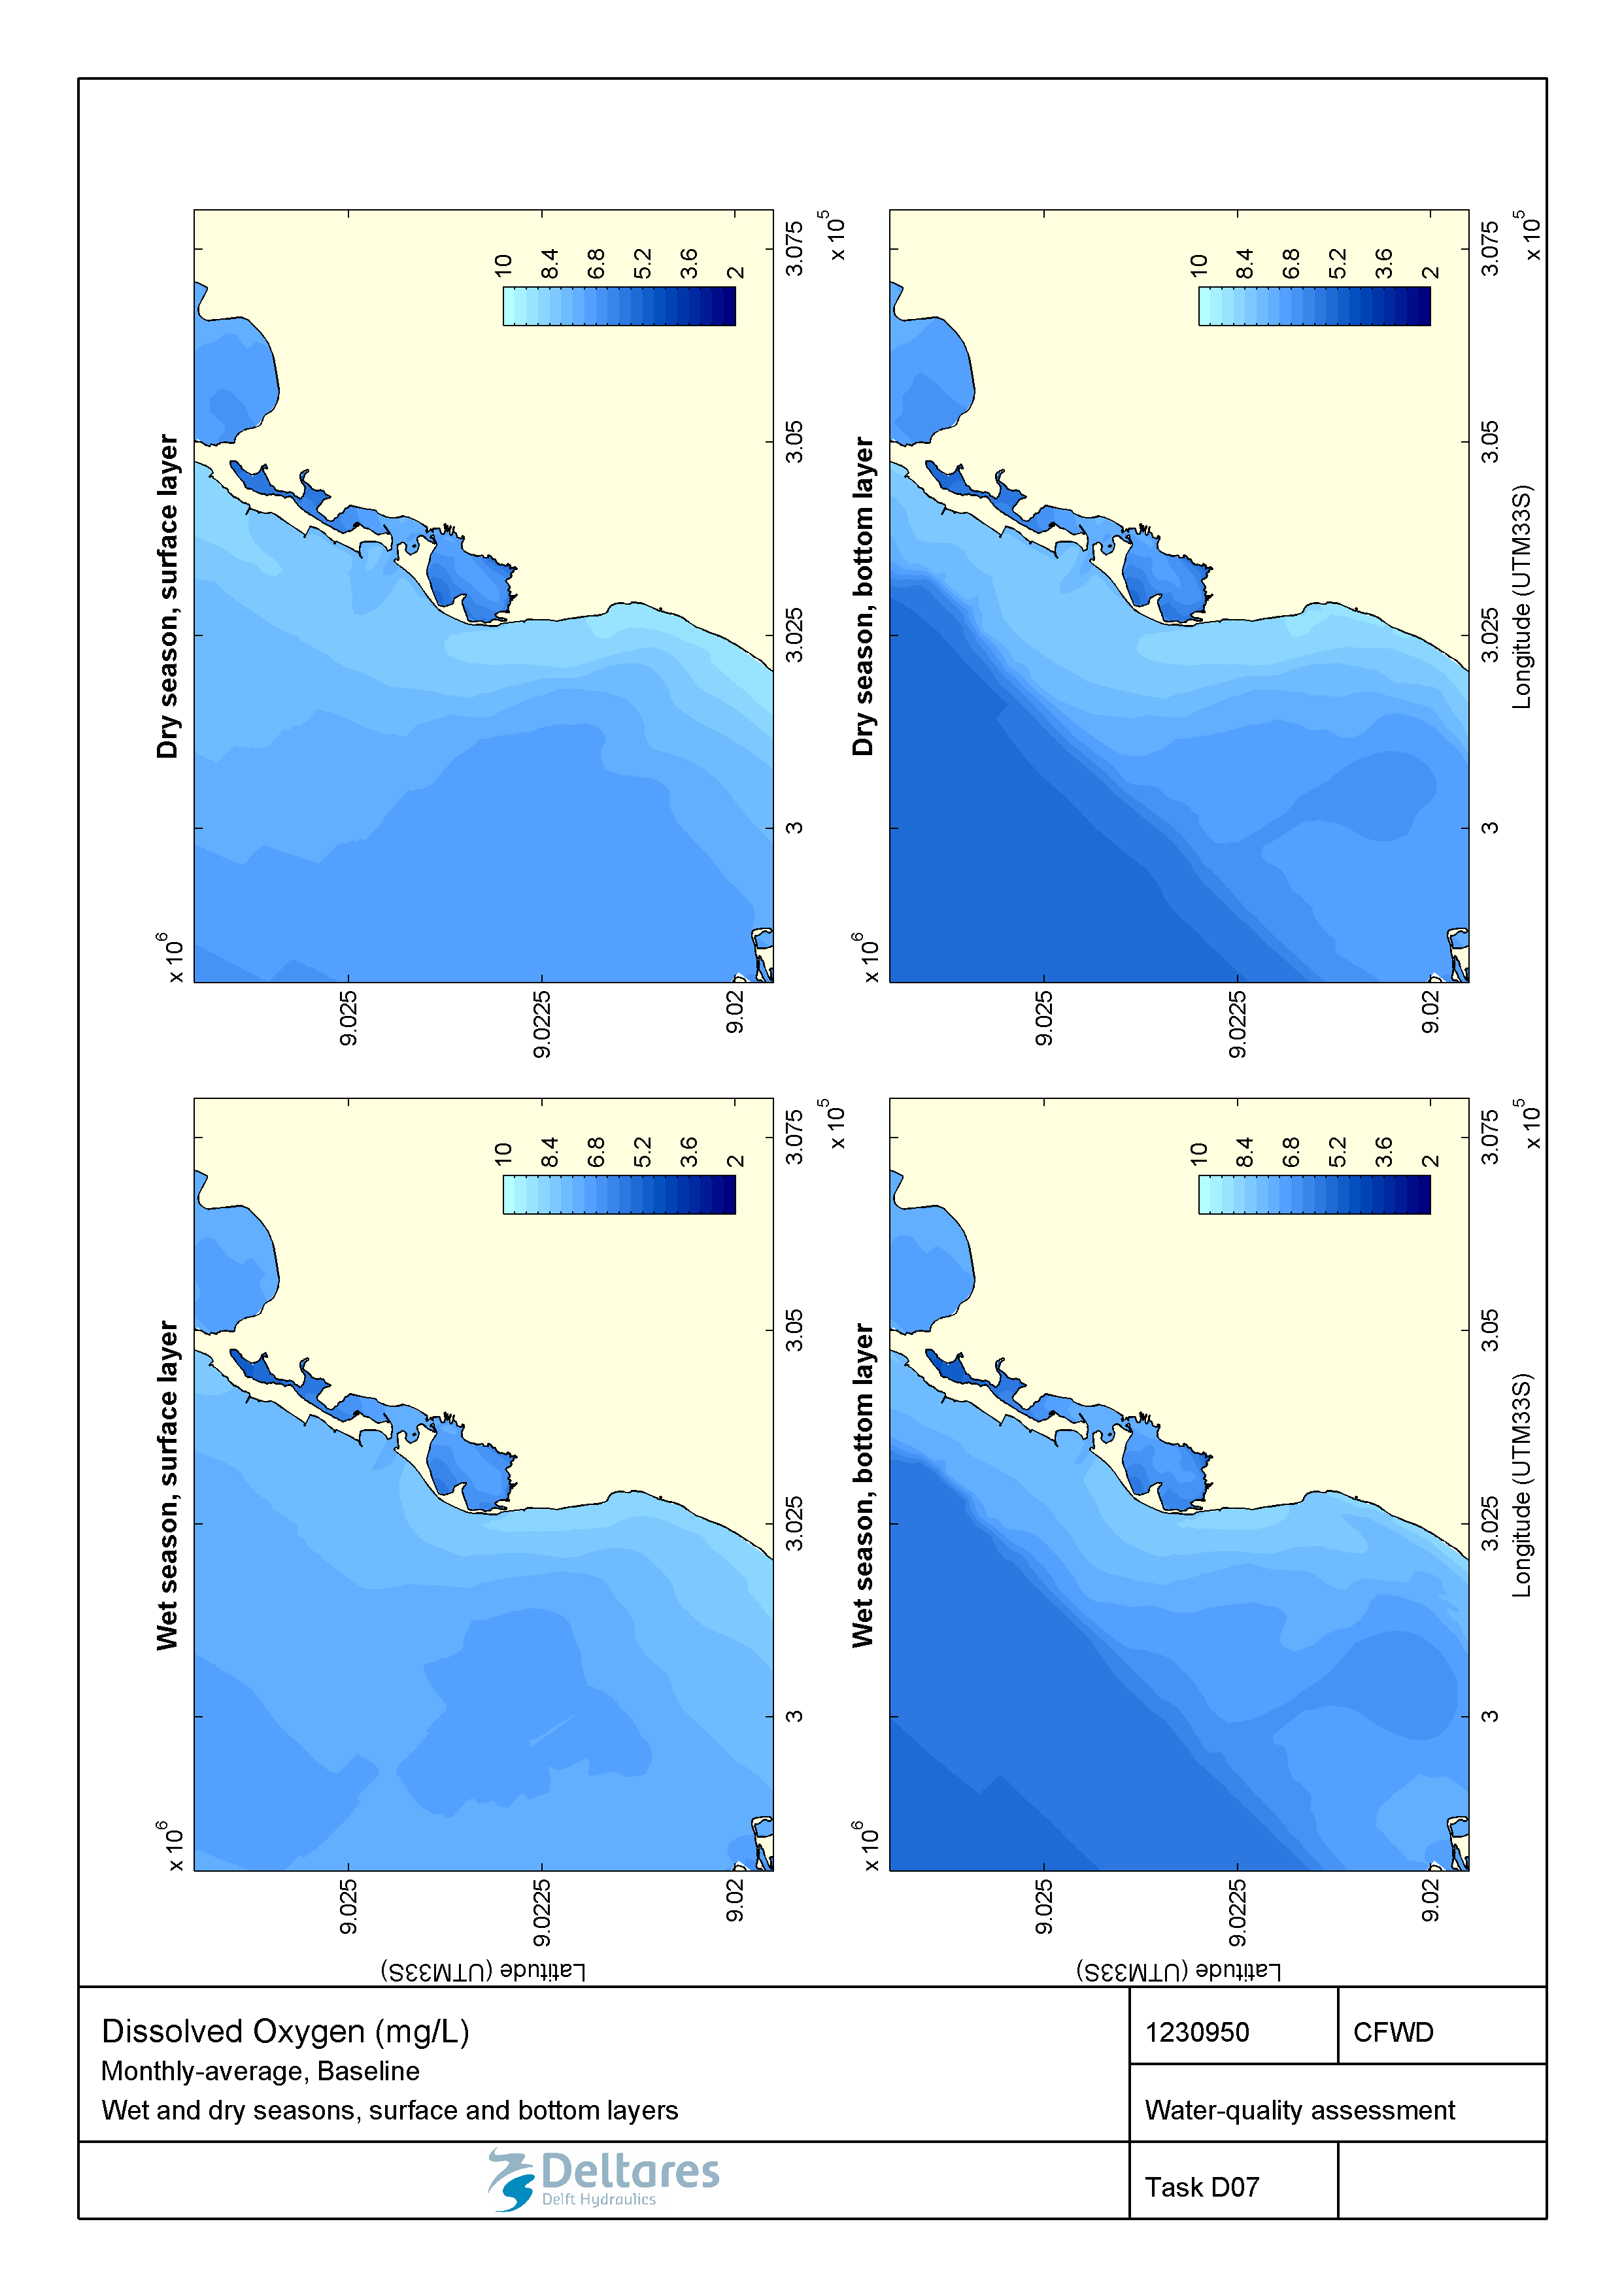 Dry season, surface layer
x 10^6
9.025
9.0225
9.02
3
3.025
3.05
3.075
x 10^5
10
8.4
6.8
5.2
3.6
2
Dry season, bottom layer
x 10^6
9.025
9.0225
9.02
3
3.025
3.05
3.075
x 10^5
Longitude (UTM33S)
10
8.4
6.8
5.2
3.6
2
Wet season, surface layer
x 10^6
9.025
9.0225
9.02
Latitude (UTM33S)
3
3.025
3.05
3.075
x 10^5
10
8.4
6.8
5.2
3.6
2
Wet season, bottom layer
x 10^6
9.025
9.0225
9.02
Latitude (UTM33S)
3
3.025
3.05
3.075
x 10^5
Longitude (UTM33S)
10
8.4
6.8
5.2
3.6
2
Dissolved Oxygen (mg/L)
Monthly-average, Baseline
Wet and dry seasons, surface and bottom layers
1230950
CFWD
Water-quality assessment
Deltares
Delft Hydraulics
Task D07